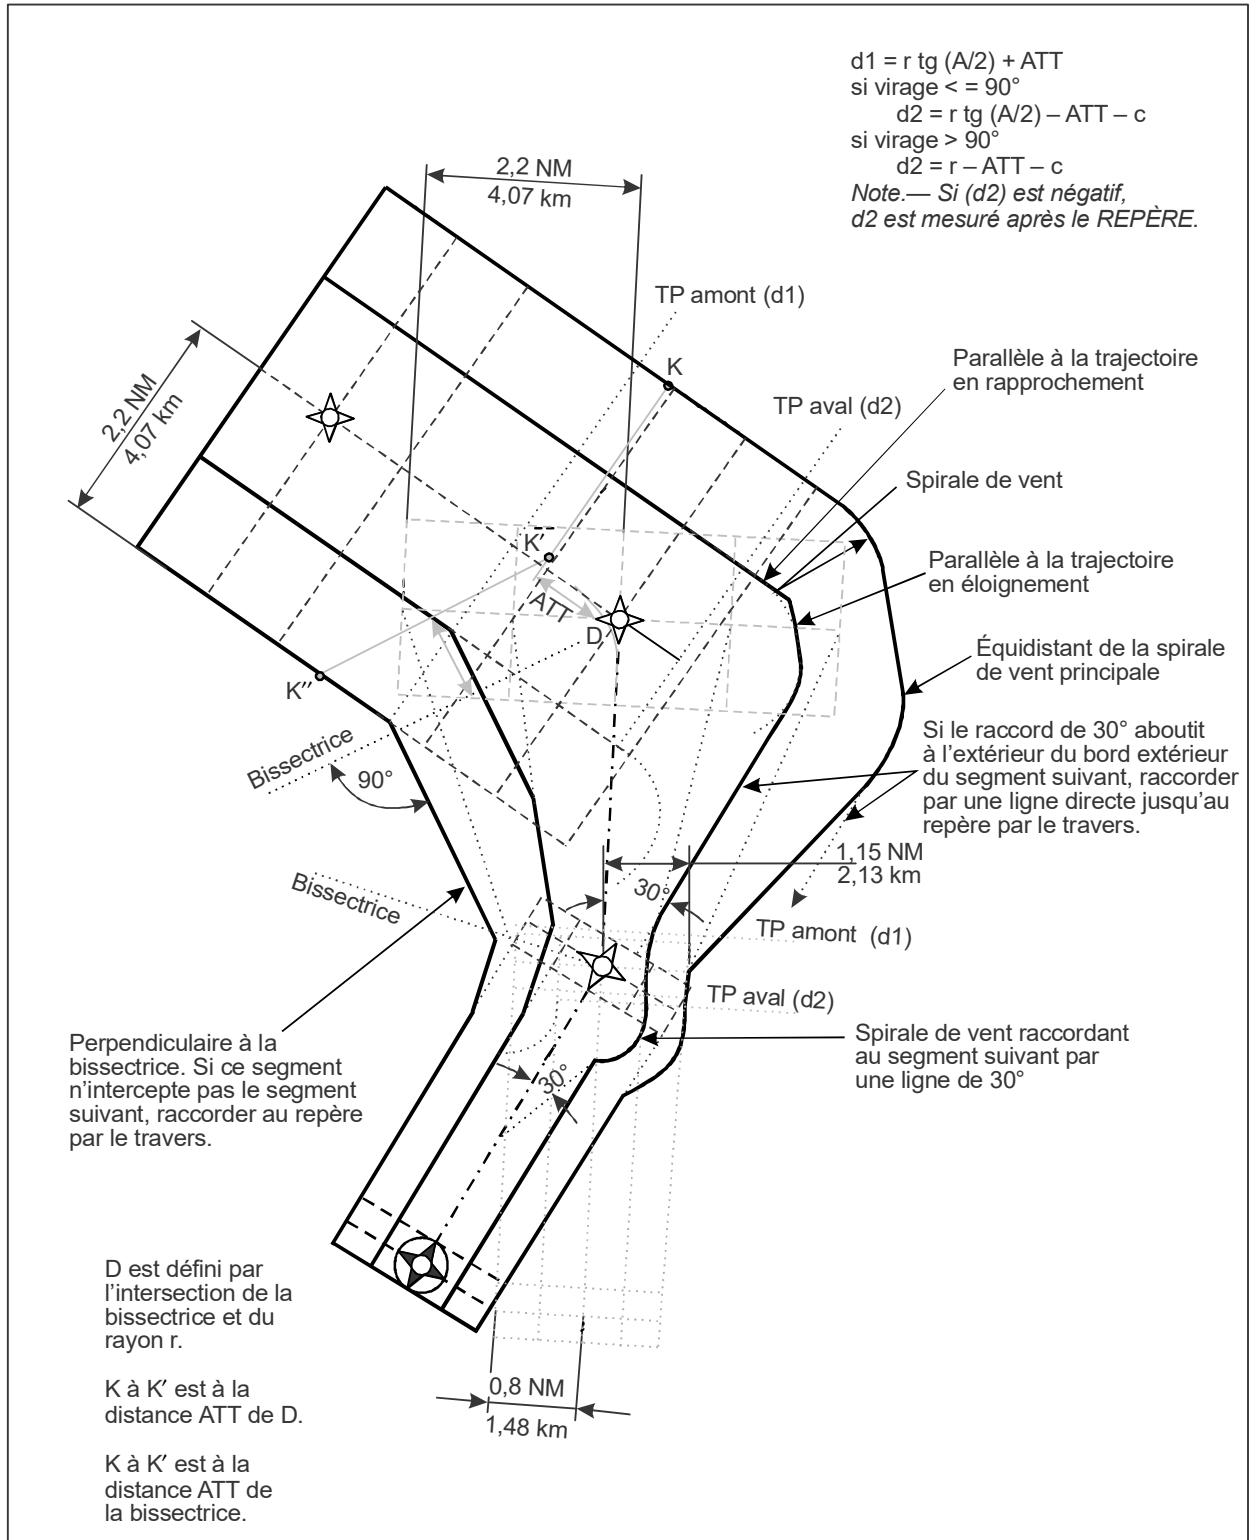 d1 = r tg (A/2) + ATT
si virage < = 90°
d2 = r tg (A/2) – ATT – c
si virage > 90°
d2 = r – ATT – c
Note.— Si (d2) est négatif,
d2 est mesuré après le REPÈRE.
2,2 NM
4,07 km
TP amont (d1)
2,2 NM
4,07 km
K
Parallèle à la trajectoire
en rapprochement
TP aval (d2)
Spirale de vent
K′
ATT
D
Parallèle à la trajectoire
en éloignement
K″
Équidistant de la spirale
de vent principale
Bissectrice
90°
Si le raccord de 30° aboutit
à l’extérieur du bord extérieur
du segment suivant, raccorder
par une ligne directe jusqu’au
repère par le travers.
1,15 NM
2,13 km
30°
Bissectrice
TP amont (d1)
TP aval (d2)
Perpendiculaire à la
bissectrice. Si ce segment
n’intercepte pas le segment
suivant, raccorder au repère
par le travers.
Spirale de vent raccordant
au segment suivant par
une ligne de 30°
30°
D est défini par
l’intersection de la
bissectrice et du
rayon r.
K à K′ est à la
distance ATT de D.
K à K′ est à la
distance ATT de
la bissectrice.
0,8 NM
1,48 km